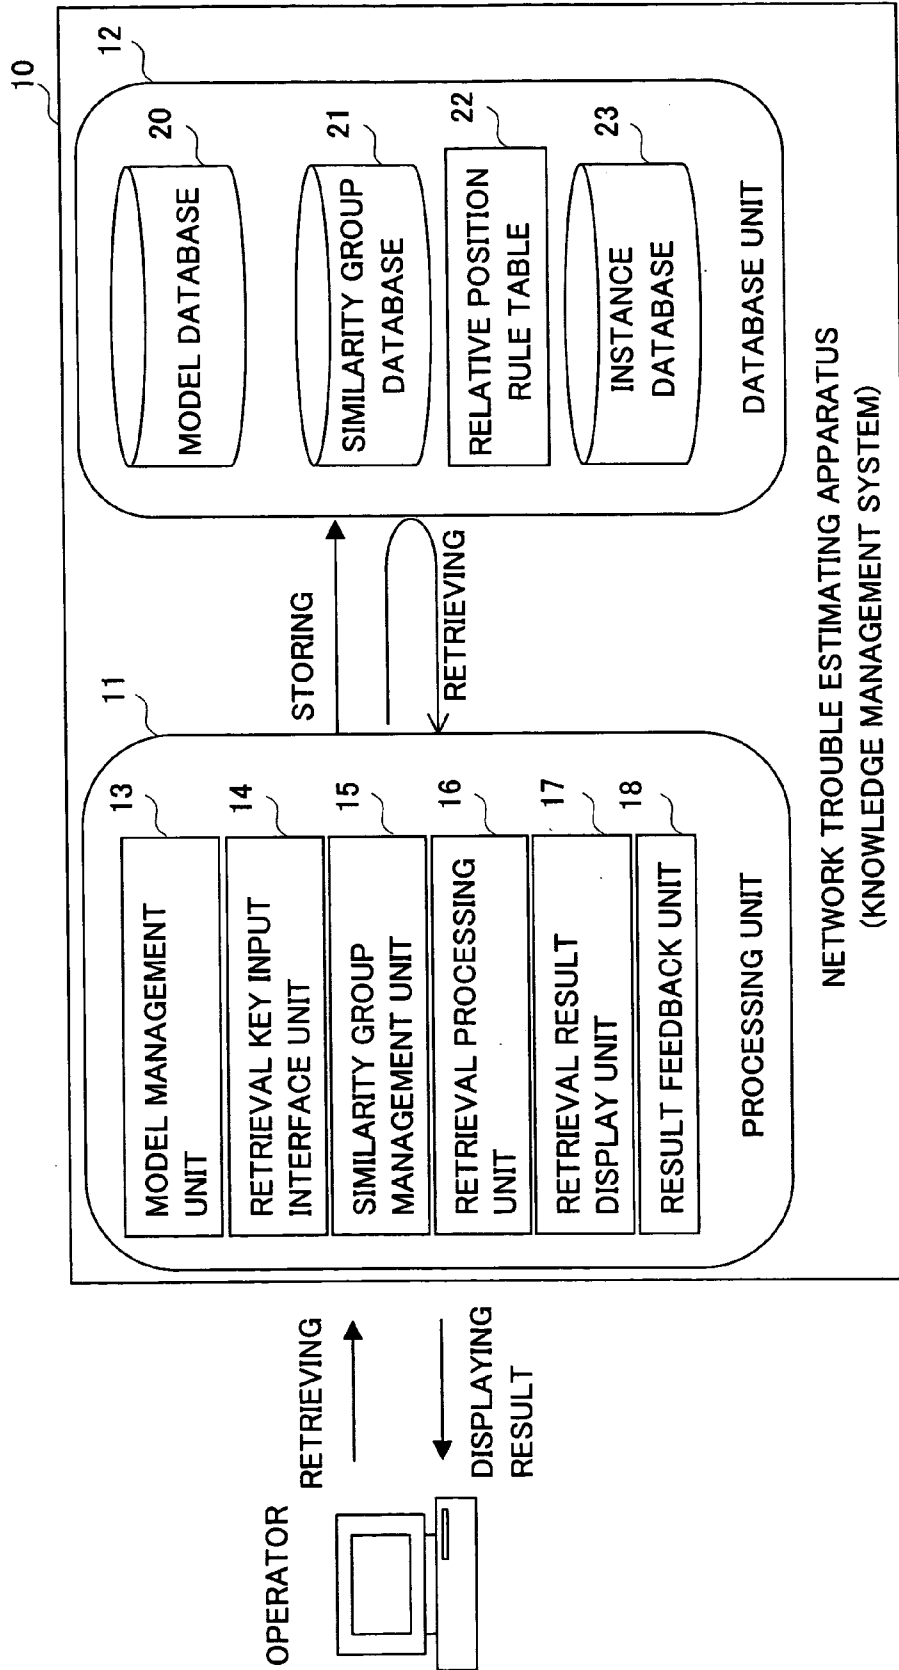 10
OPERATOR
RETRIEVING
DISPLAYING
RESULT
11
MODEL MANAGEMENT
UNIT
13
RETRIEVAL KEY INPUT
INTERFACE UNIT
14
SIMILARITY GROUP
MANAGEMENT UNIT
15
RETRIEVAL PROCESSING
UNIT
16
RETRIEVAL RESULT
DISPLAY UNIT
17
RESULT FEEDBACK UNIT
18
PROCESSING UNIT
STORING
RETRIEVING
12
MODEL DATABASE
20
SIMILARITY GROUP
DATABASE
21
RELATIVE POSITION
RULE TABLE
22
INSTANCE
DATABASE
23
DATABASE UNIT
NETWORK TROUBLE ESTIMATING APPARATUS
(KNOWLEDGE MANAGEMENT SYSTEM)